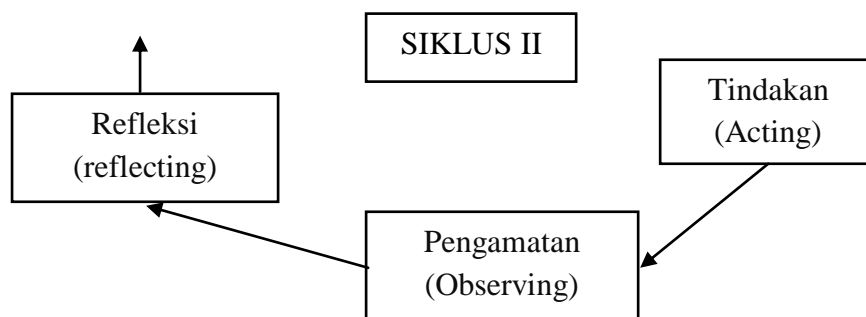 SIKLUS II
Tindakan
(Acting)
Refleksi
(reflecting)
Pengamatan
(Observing)